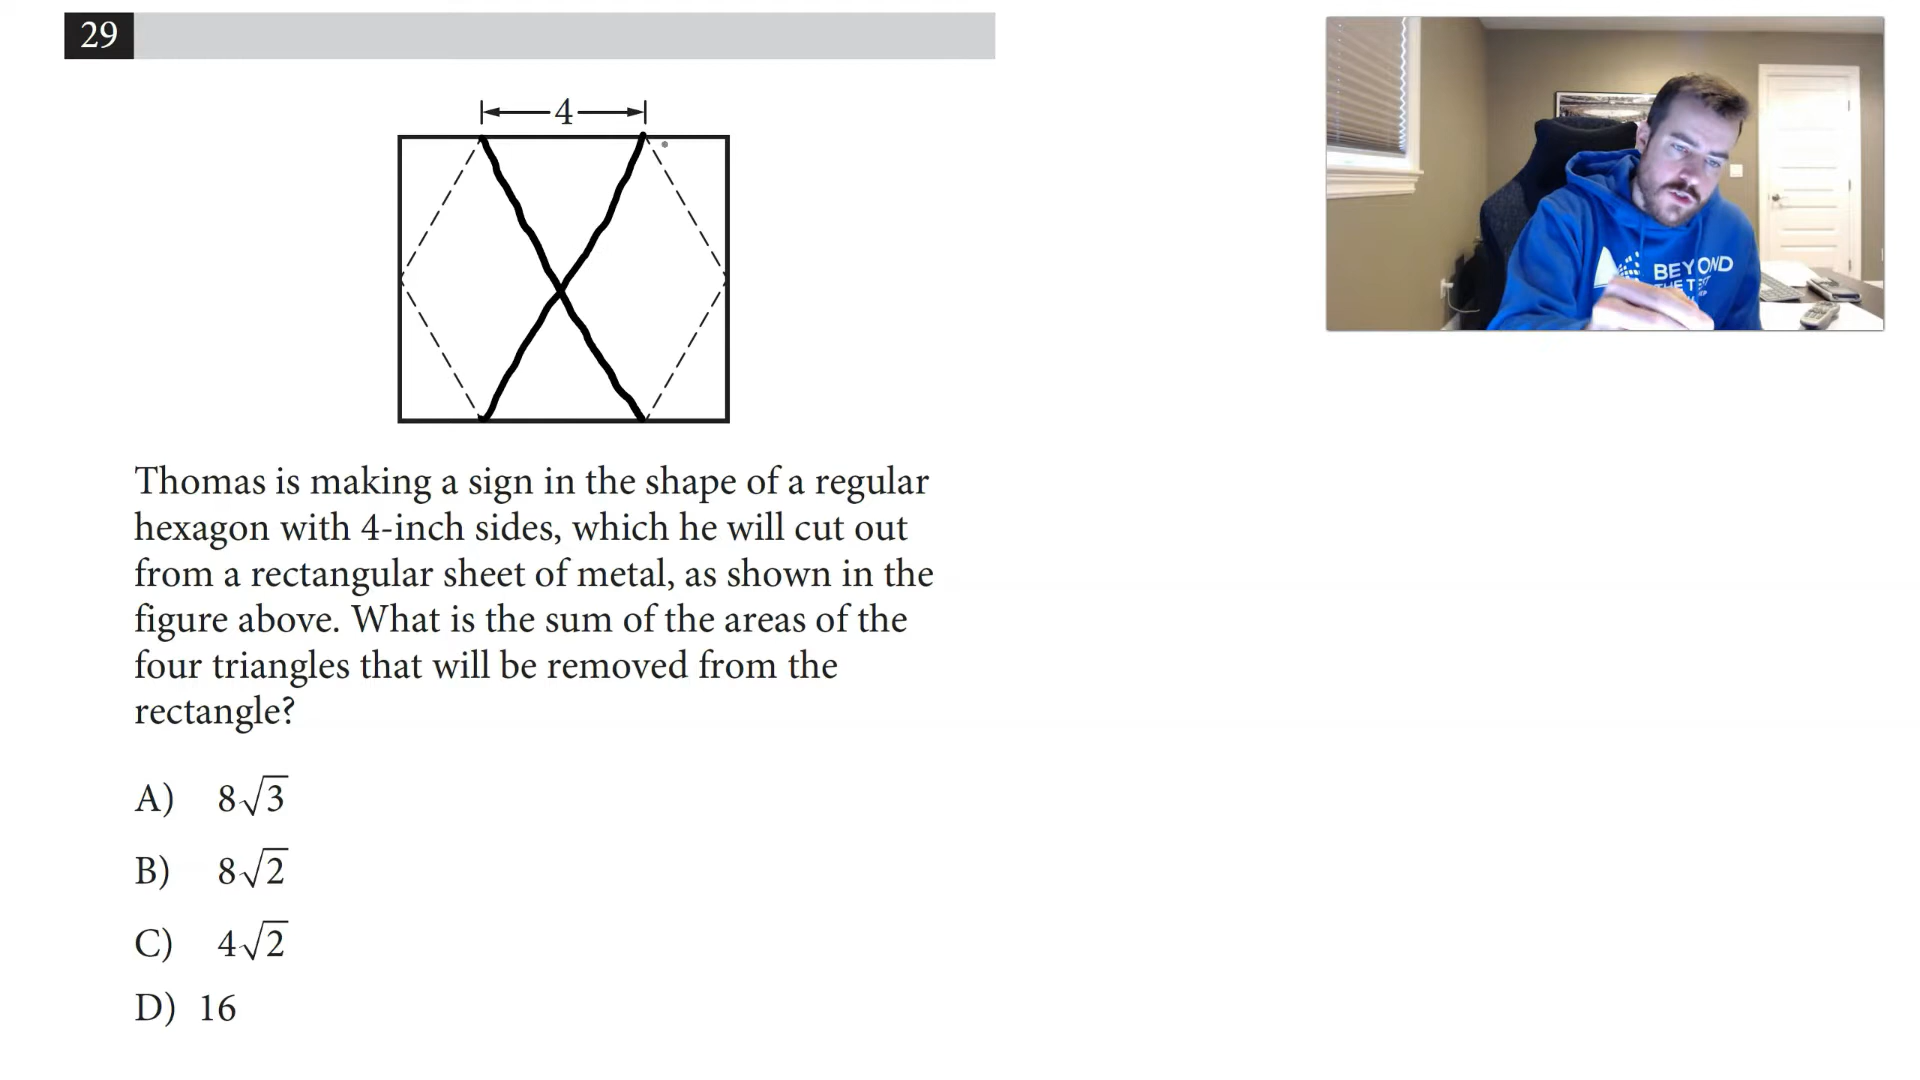 29
4
Thomas is making a sign in the shape of a regular
hexagon with 4-inch sides, which he will cut out
from a rectangular sheet of metal, as shown in the
figure above. What is the sum of the areas of the
four triangles that will be removed from the
rectangle?
A) 8√3
B) 8√2
C) 4√2
D) 16
BEYOND
THE